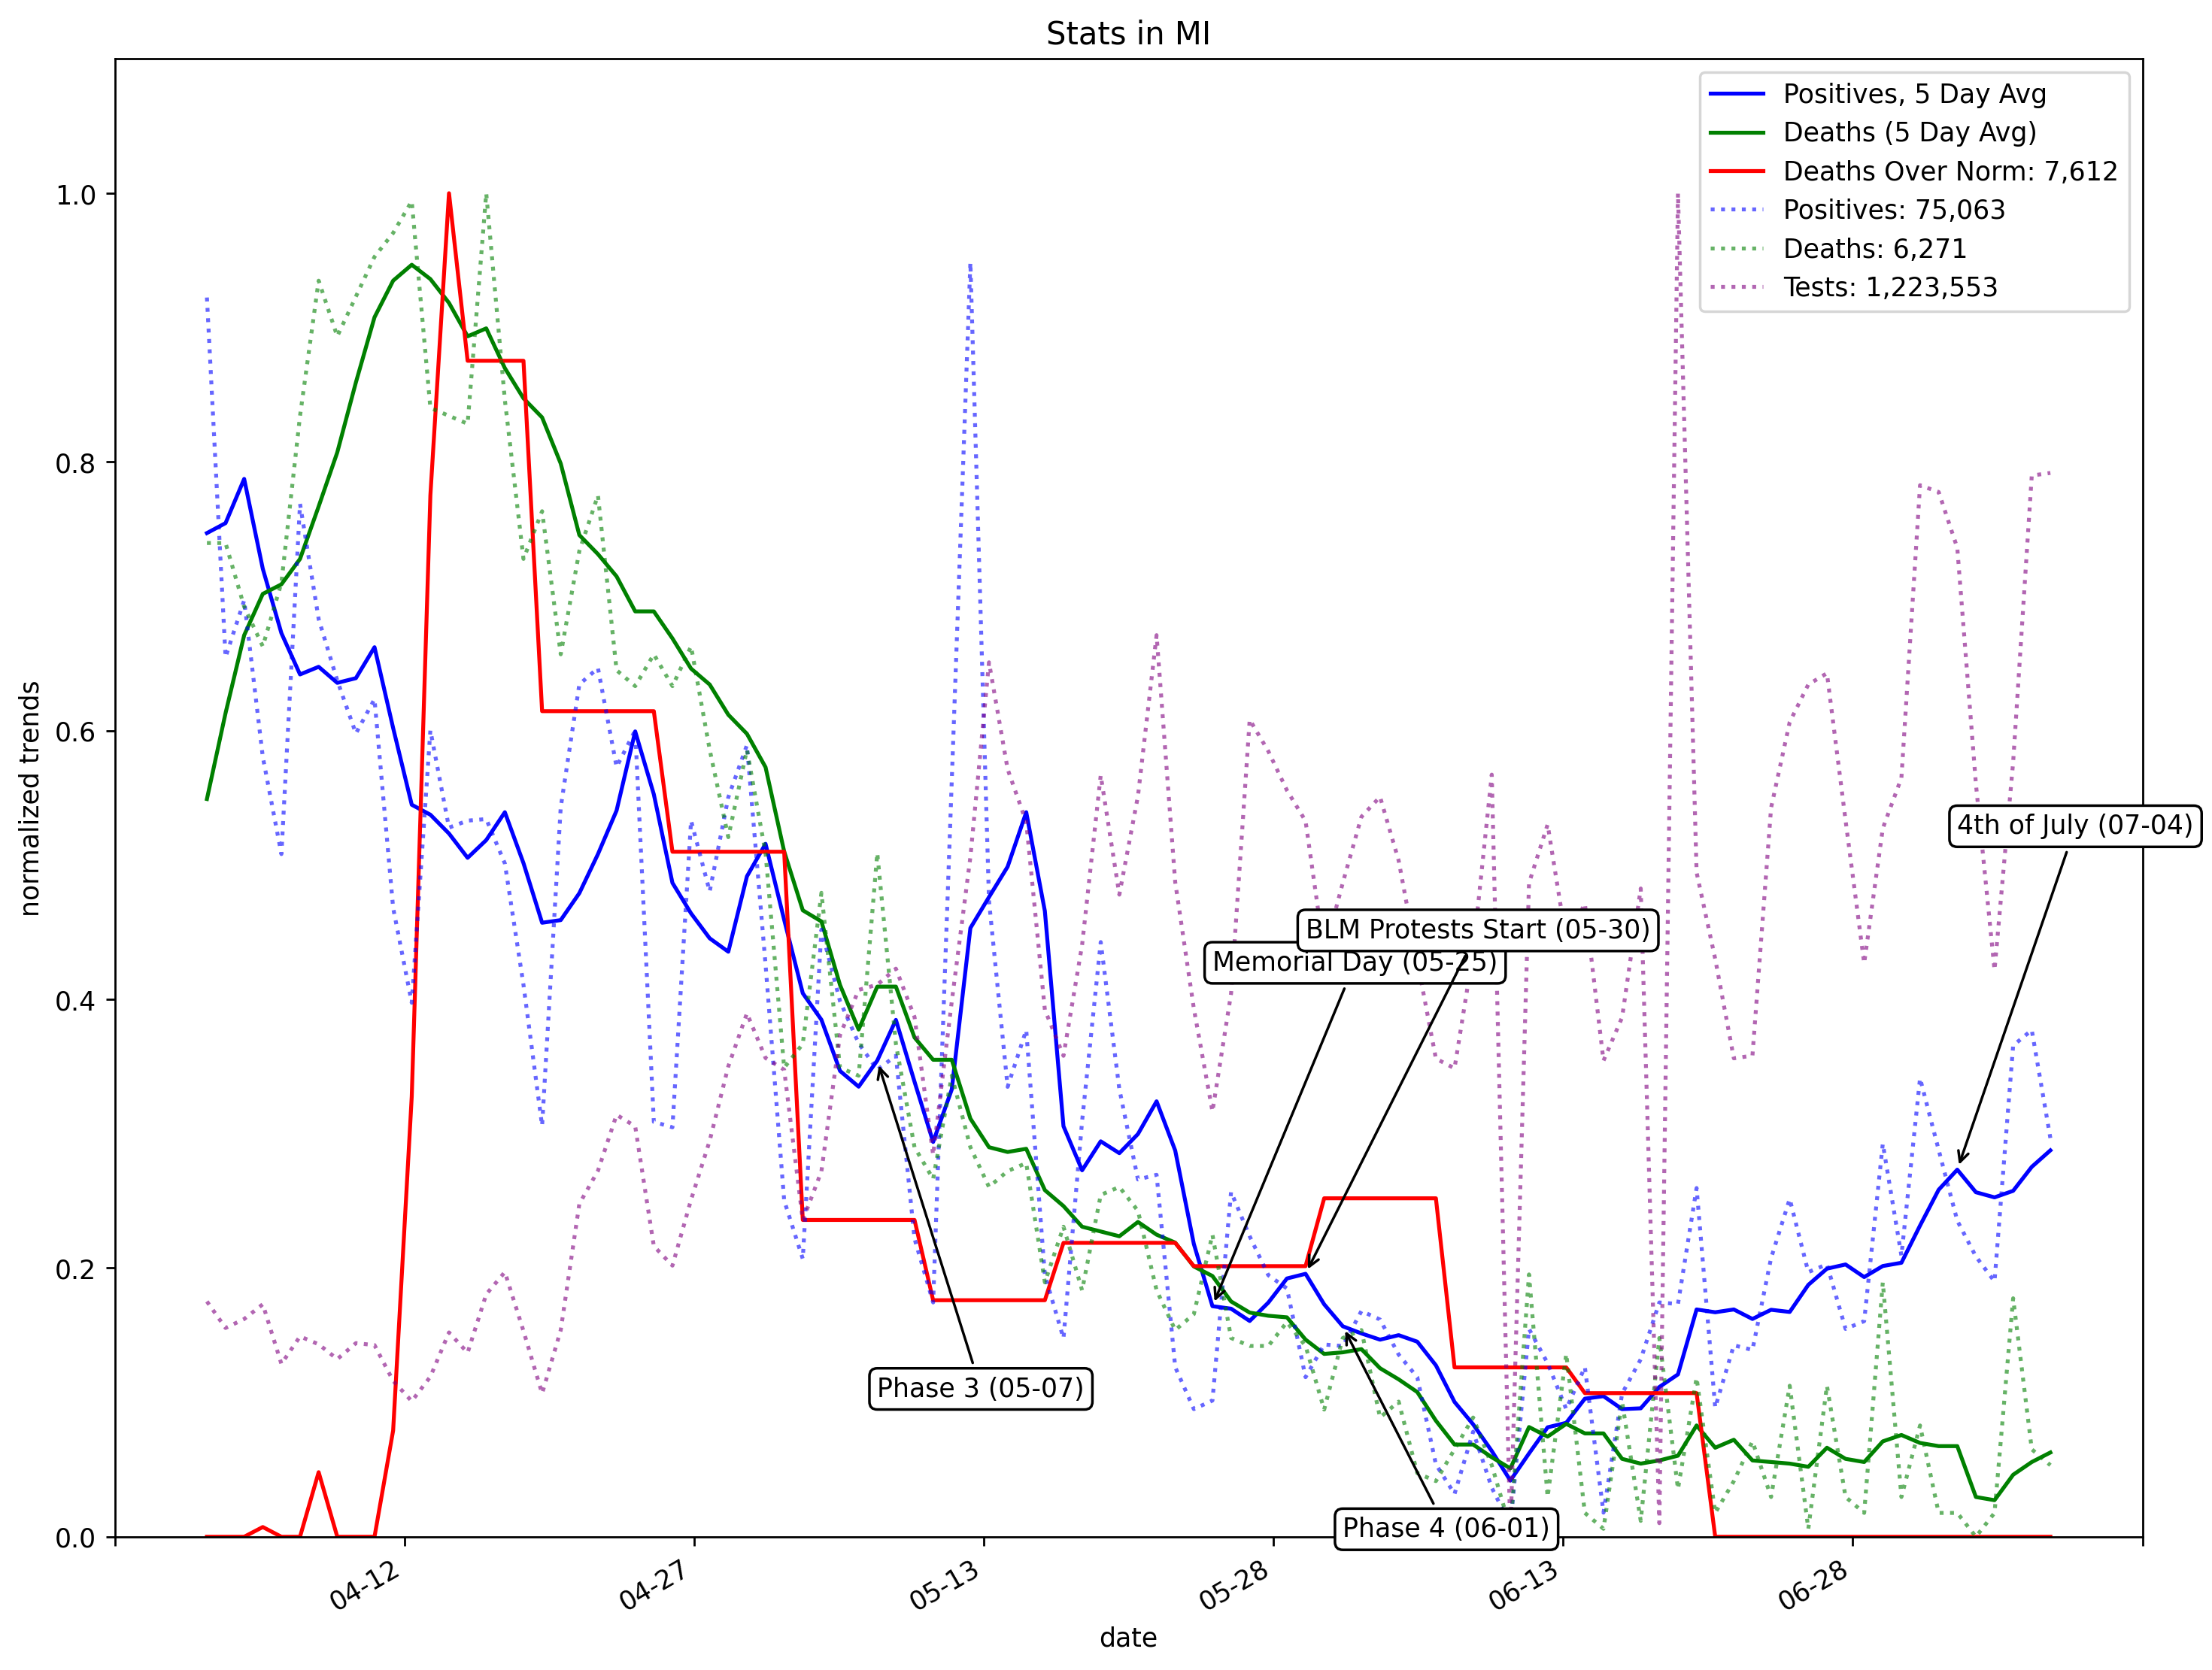 Stats in MI
Positives, 5 Day Avg
Deaths (5 Day Avg)
Deaths Over Norm: 7,612
Positives: 75,063
Deaths: 6,271
Tests: 1,223,553
1.0
0.8
0.6
0.4
0.2
0.0
normalized trends
4th of July (07-04)
BLM Protests Start (05-30)
Memorial Day (05-25)
Phase 3 (05-07)
Phase 4 (06-01)
04-12
04-27
05-13
05-28
06-13
06-28
date